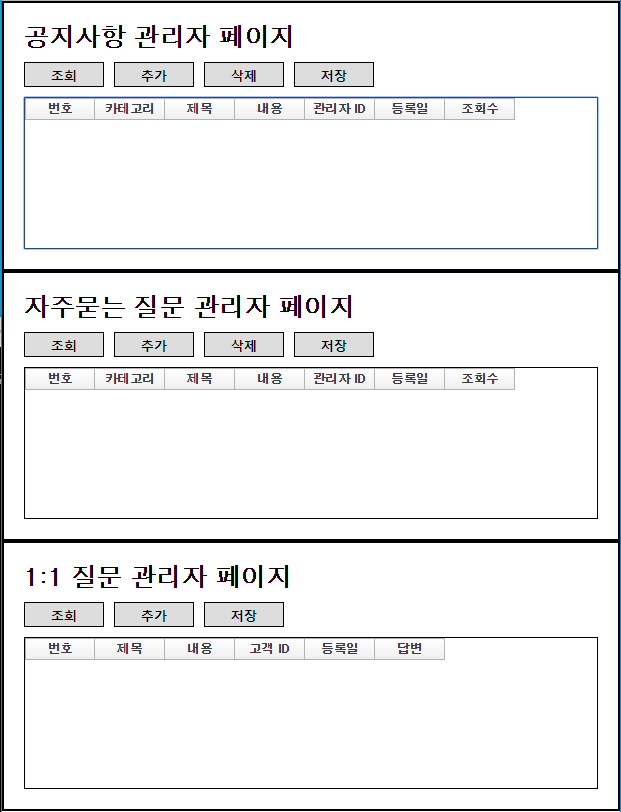 공지사항 관리자 페이지
조회 추가 삭제 저장
번호 카테고리 제목 내용 관리자 ID 등록일 조회수
자주묻는 질문 관리자 페이지
조회 추가 삭제 저장
번호 카테고리 제목 내용 관리자 ID 등록일 조회수
1:1 질문 관리자 페이지
조회 추가 저장
번호 제목 내용 고객 ID 등록일 답변